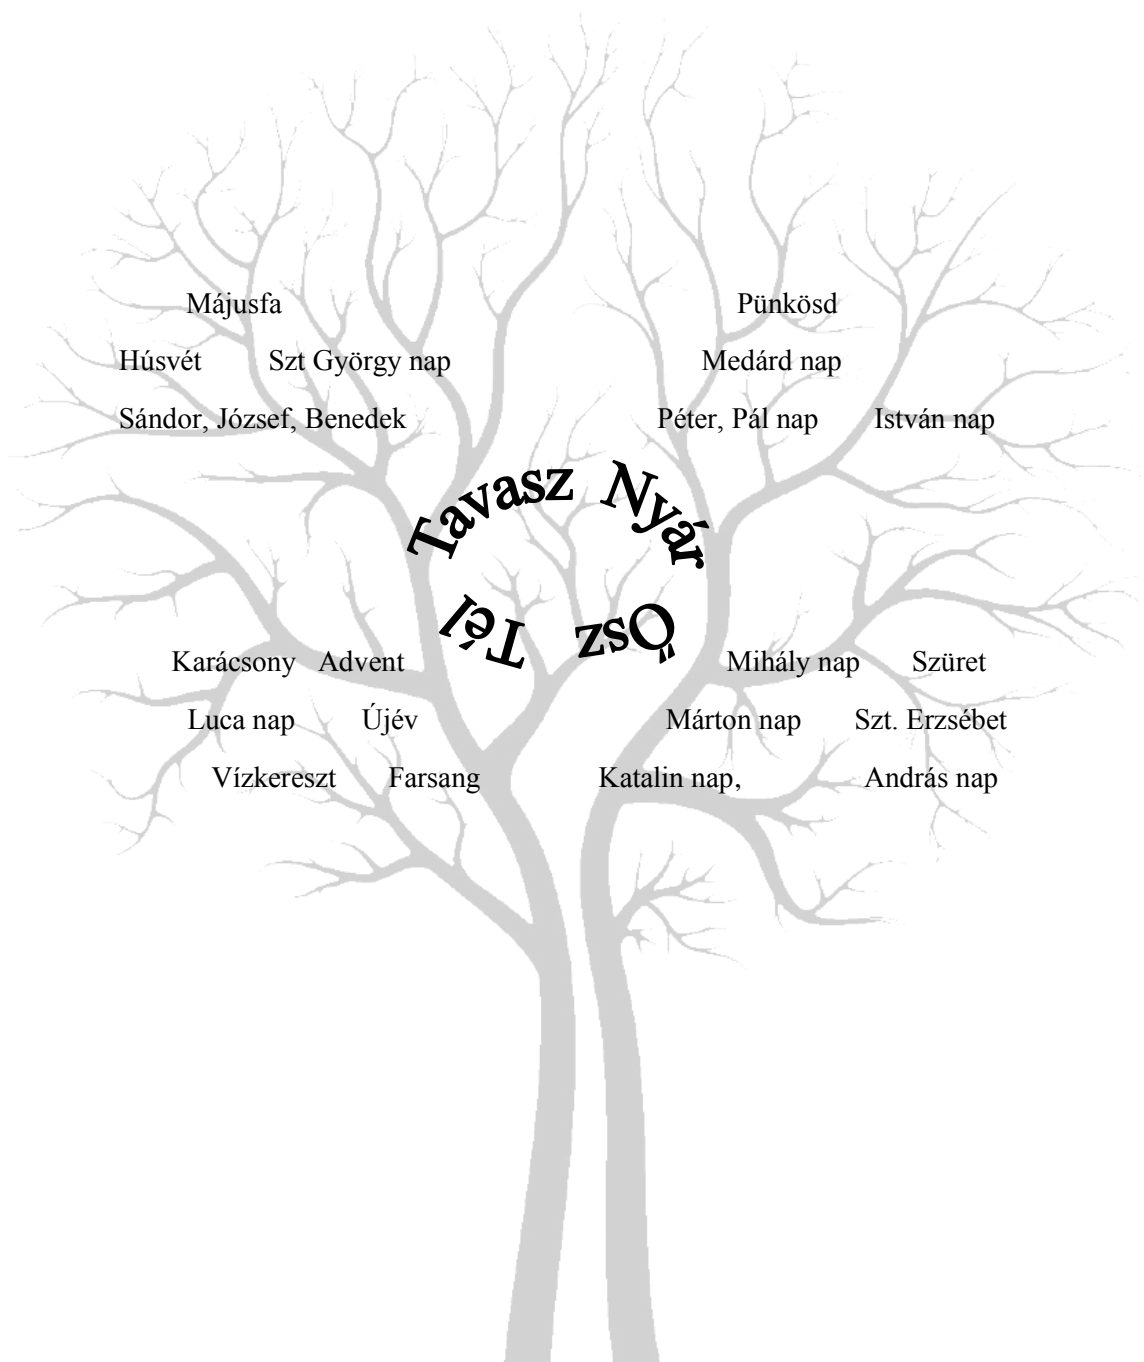 Májusfa Pünkösd
Húsvét Szt György nap Medárd nap
Sándor, József, Benedek Péter, Pál nap István nap
Tavasz Nyár
Tél Ősz
Karácsony Advent Mihály nap Szüret
Luca nap Újév Márton nap Szt. Erzsébet
Vízkereszt Farsang Katalin nap, András nap